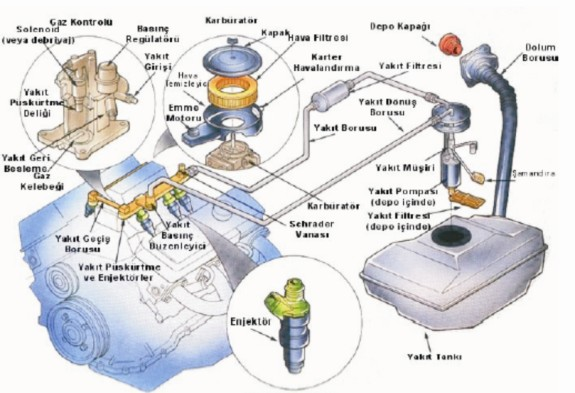 Gaz Kontrolü
Solenoid
(veya debriyaj)
Basınç
Regülatörü
Yakıt
Girişi
Yakıt
Püskürtme
Deliği
Yakıt Geri
Besleme
Gaz
Kelebeği
Karbüratör
Kapak
Hava Filtresi
Hava
Temizleyici
Karter
Havalandırma
Emme
Motoru
Karbüratör
Schrader
Vanası
Yakıt Filtresi
Yakıt Dönüş
Borusu
Yakıt Borusu
Depo Kapağı
Dolum
Borusu
Yakıt Müşiri
Şamandıra
Yakıt Pompası
(depo içinde)
Yakıt Filtresi
(depo içinde)
Yakıt Geçiş
Borusu
Yakıt
Basınç
Düzenleyici
Yakıt Püskürtme
ve Enjektörler
Enjektör
Yakıt Tankı